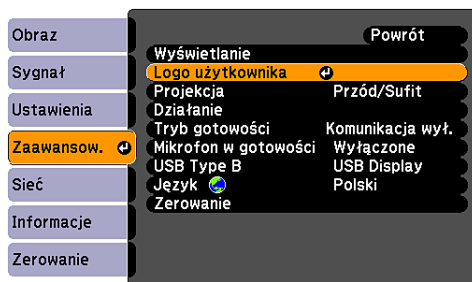 Obraz
Sygnał
Ustawienia
Zaawansow.
Sieć
Informacje
Zerowanie
Powrót
Wyświetlanie
Logo użytkownika
Projekcja Przód/Sufit
Działanie
Tryb gotowości Komunikacja wył.
Mikrofon w gotowości Wyłączone
USB Type B USB Display
Język Polski
Zerowanie